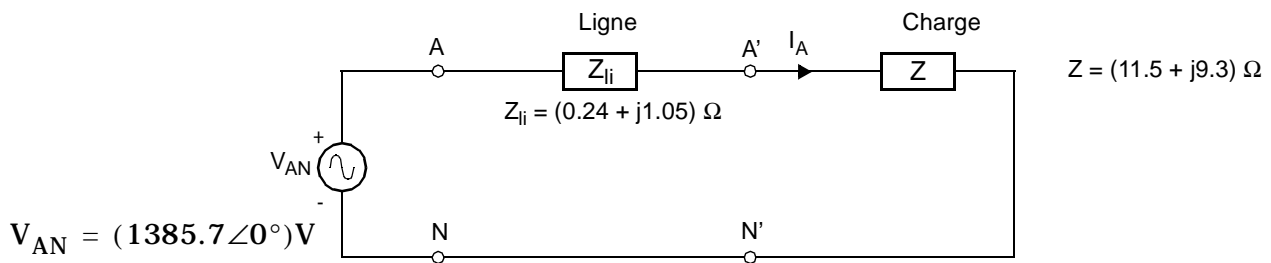 Ligne
Charge
A
Z_li
A'
I_A
Z
Z = (11.5 + j9.3) Ω
Z_li = (0.24 + j1.05) Ω
+
V_AN
-
V_AN = (1385.7∠0°)V
N
N'